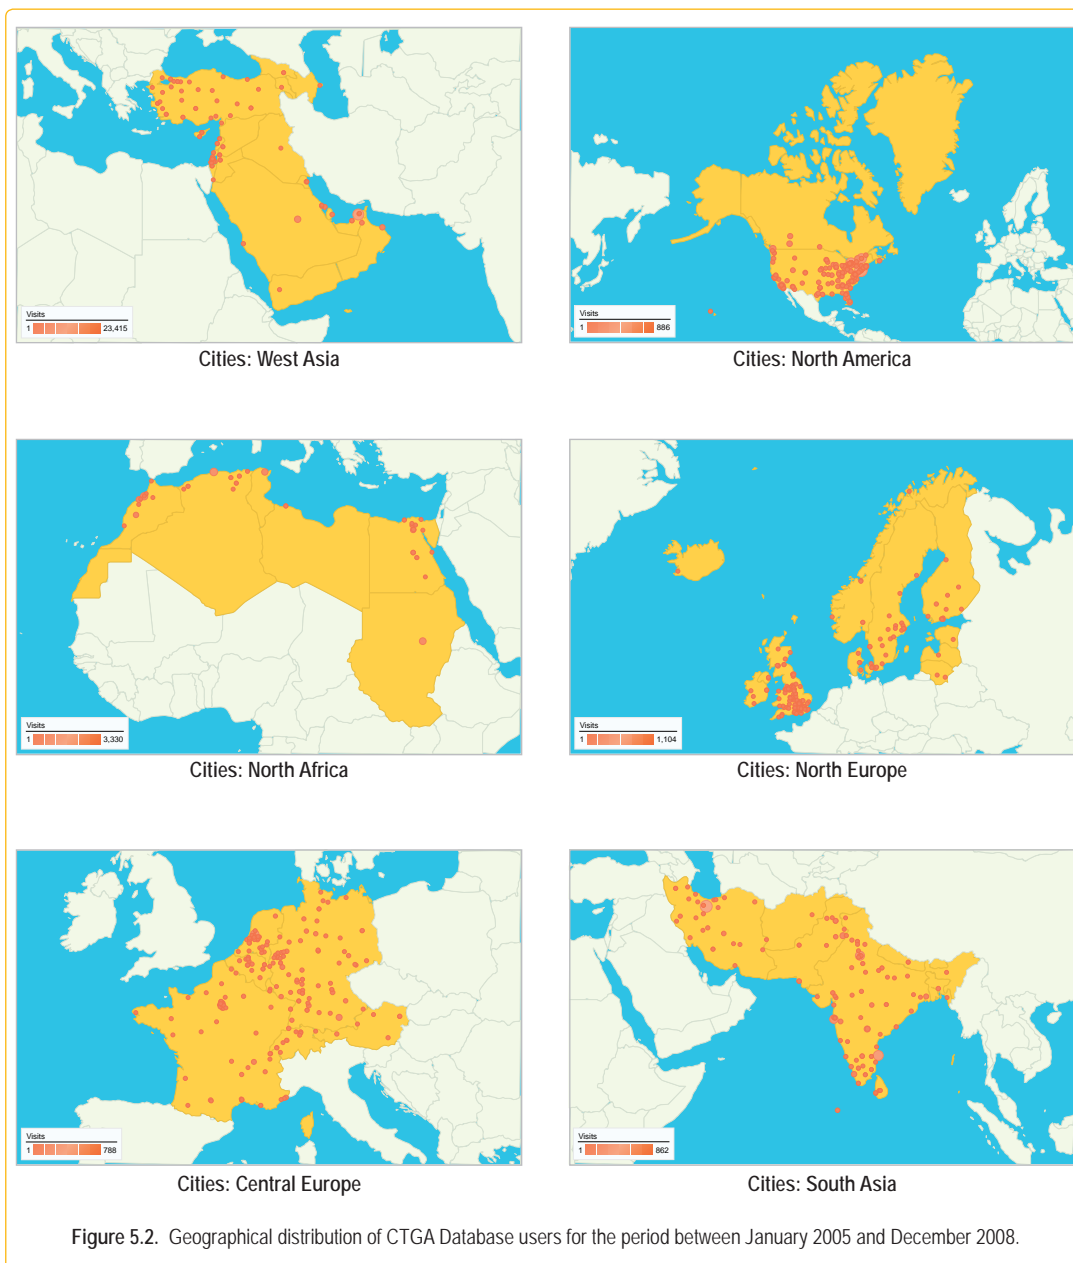 Visits
1 23,415
Cities: West Asia
Visits
1 886
Cities: North America
Visits
1 3,330
Cities: North Africa
Visits
1 1,104
Cities: North Europe
Visits
1 788
Cities: Central Europe
Visits
1 862
Cities: South Asia
Figure 5.2. Geographical distribution of CTGA Database users for the period between January 2005 and December 2008.